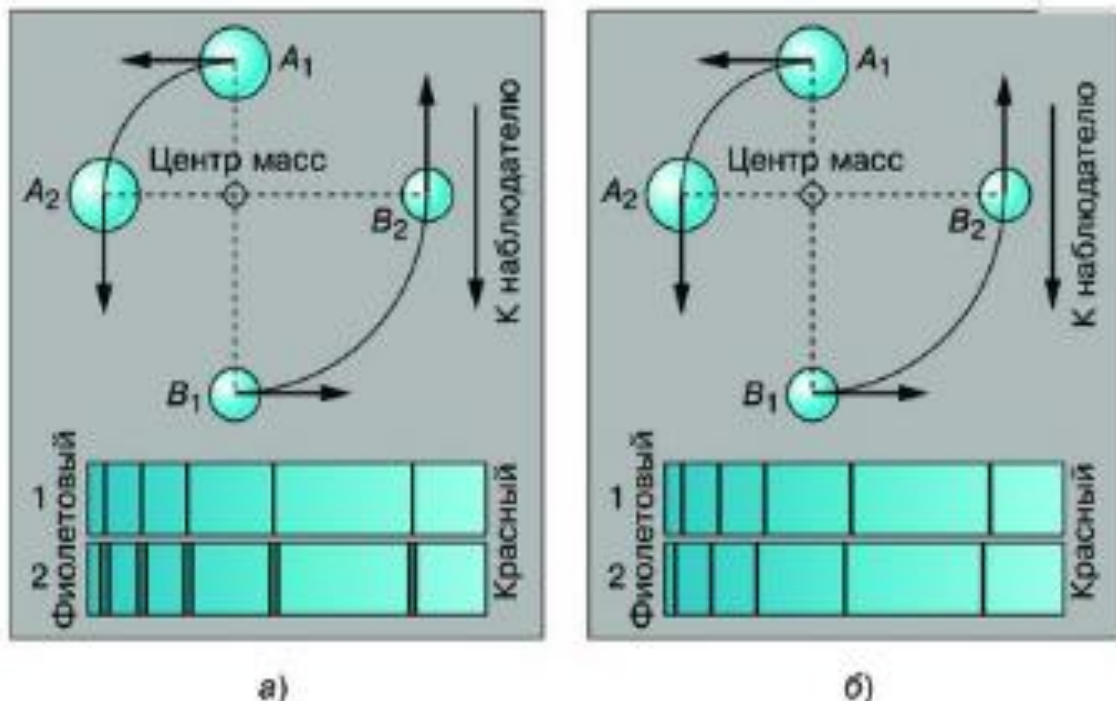 A₁
Центр масс
A₂
B₂
К наблюдателю
B₁
Фиолетовый
1
2
Красный
а)
A₁
Центр масс
A₂
B₂
К наблюдателю
B₁
Фиолетовый
1
2
Красный
б)